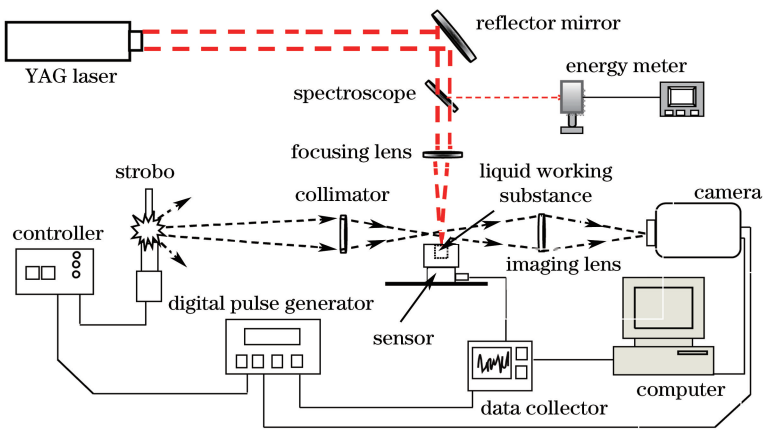 reflector mirror
YAG laser
energy meter
spectroscope
focusing lens
liquid working
substance
strobo
collimator
camera
controller
imaging lens
digital pulse generator
sensor
computer
data collector